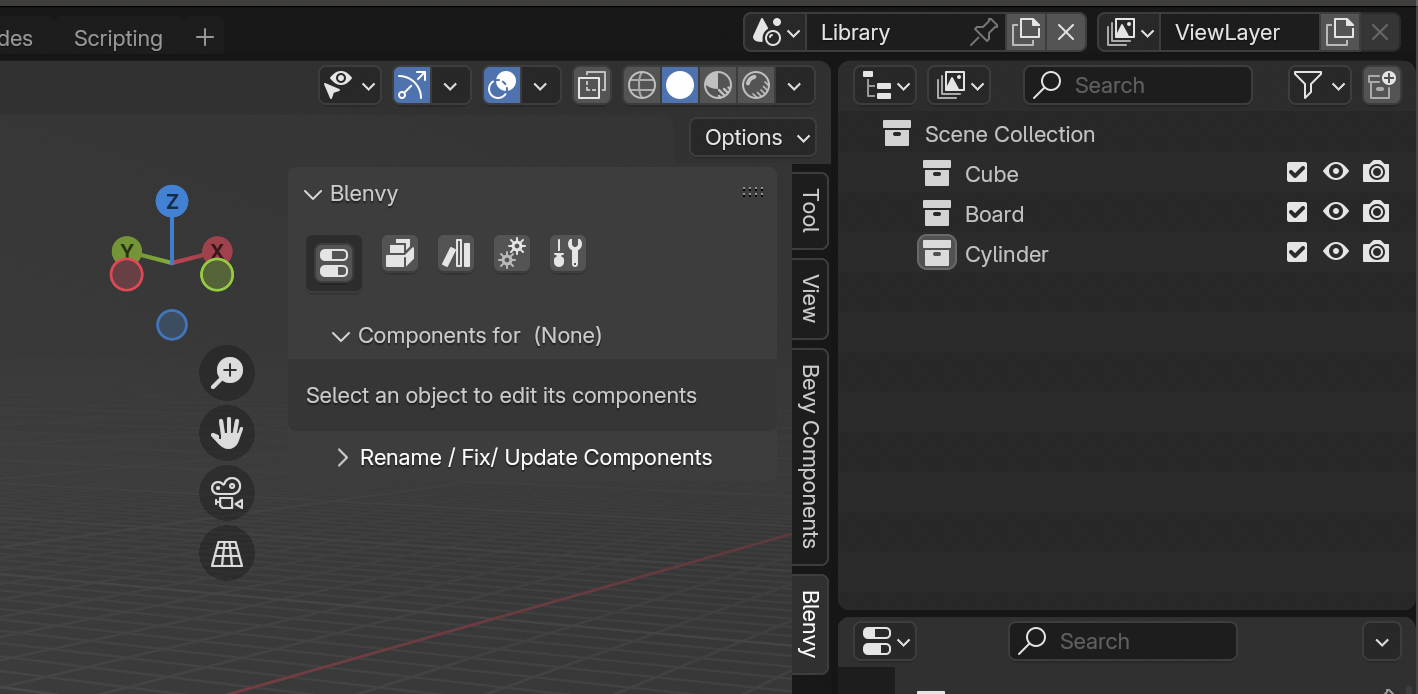 des Scripting + Library ViewLayer
Search
Options
Scene Collection
Cube
Board
Cylinder
Z
Y X
Blenvy
Components for (None)
Select an object to edit its components
Rename / Fix/ Update Components
Tool
View
Bevy Components
Blenvy
Search